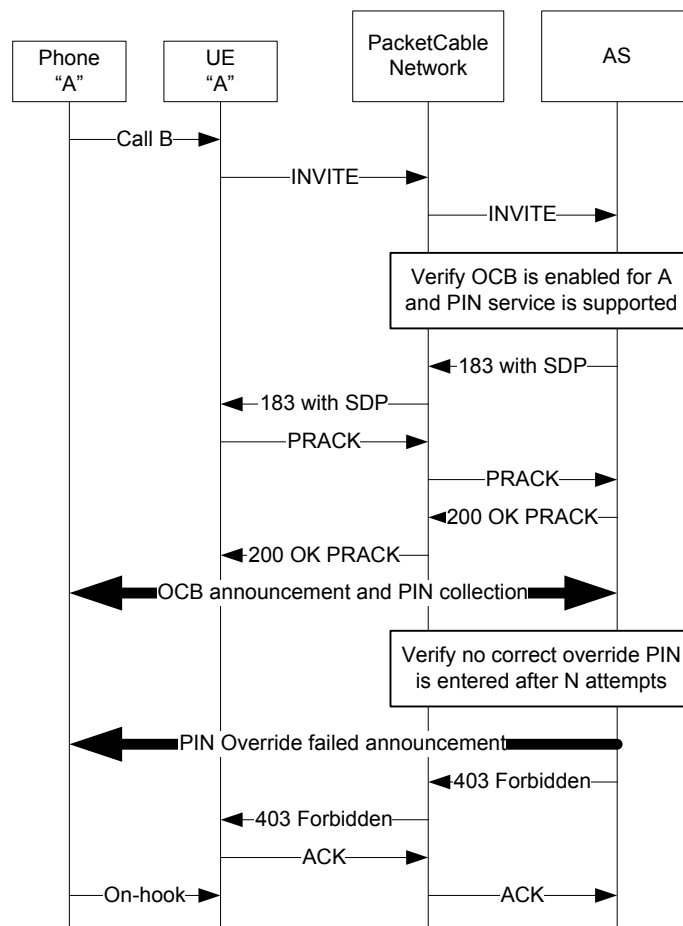 Phone
“A”
UE
“A”
PacketCable
Network
AS
Call B
INVITE
INVITE
Verify OCB is enabled for A
and PIN service is supported
183 with SDP
183 with SDP
PRACK
PRACK
200 OK PRACK
200 OK PRACK
OCB announcement and PIN collection
Verify no correct override PIN
is entered after N attempts
PIN Override failed announcement
403 Forbidden
403 Forbidden
ACK
On-hook
ACK